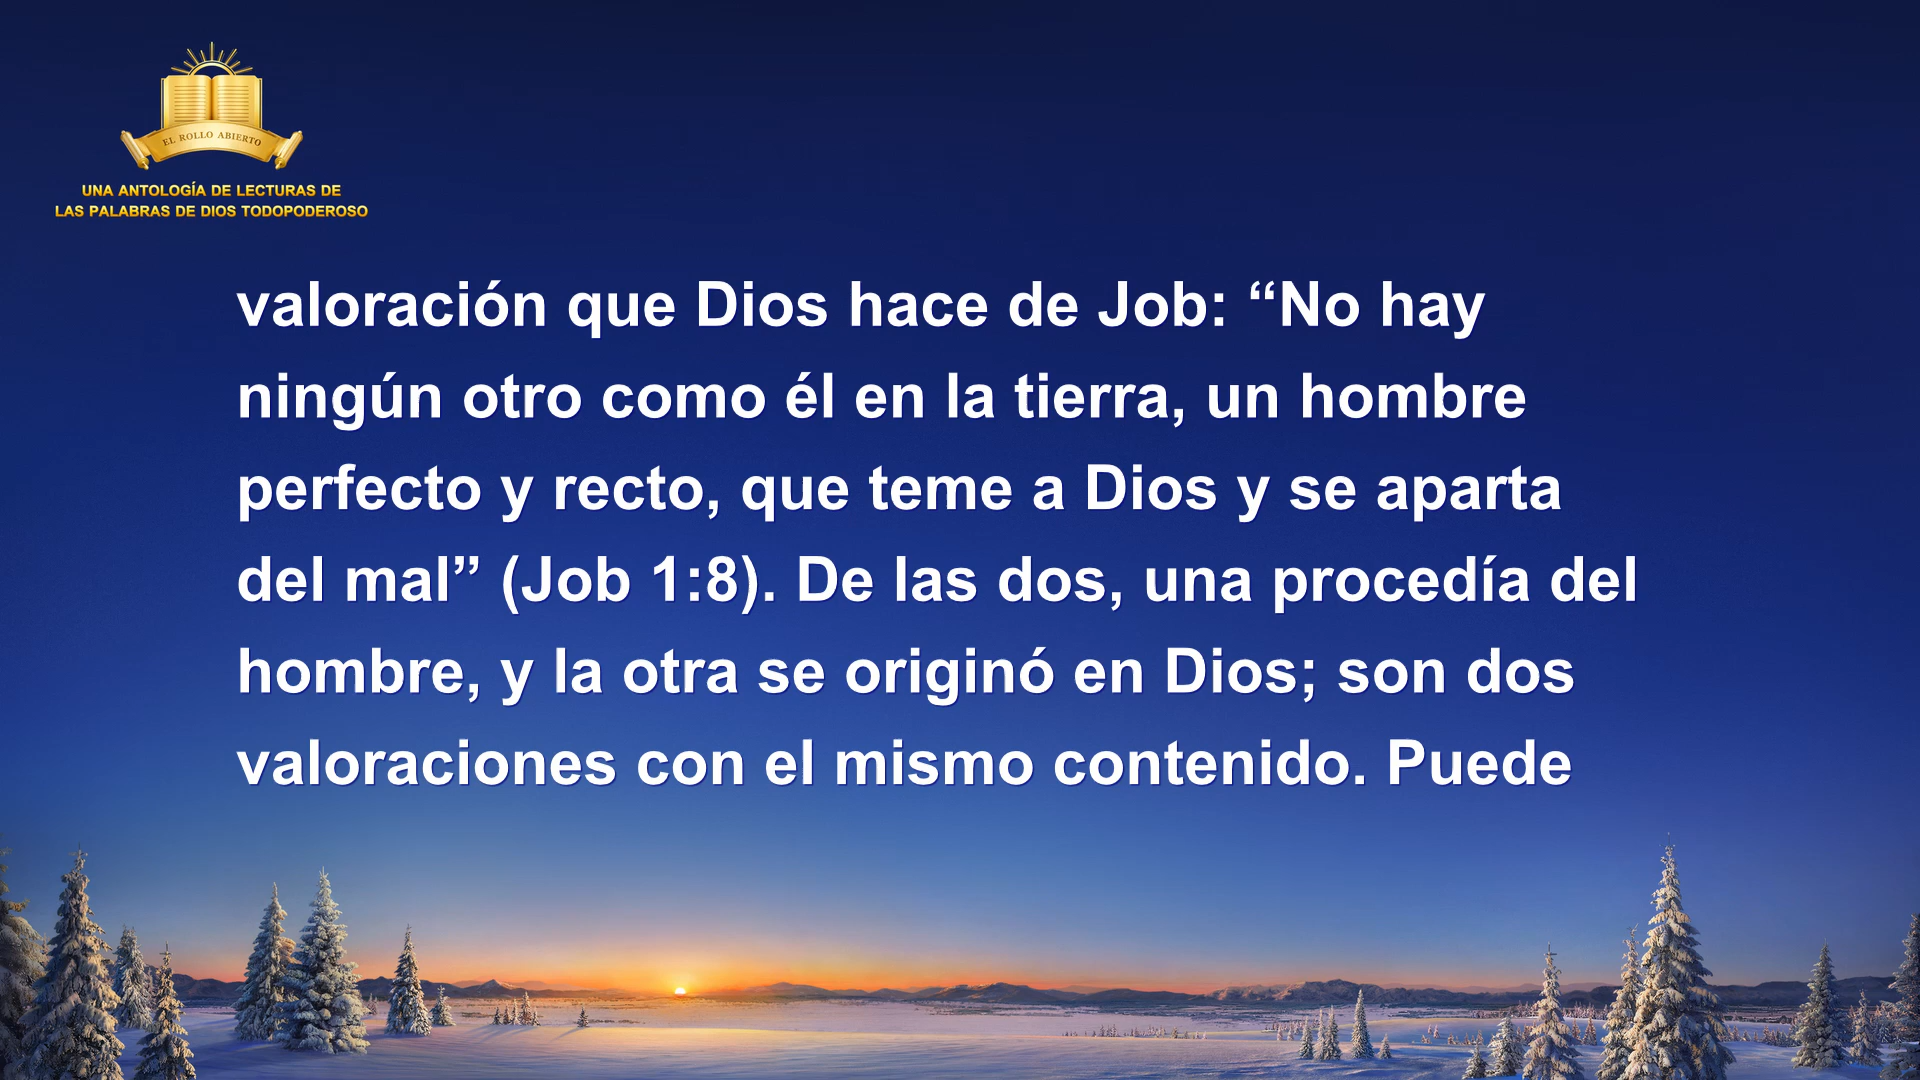 EL ROLLO ABIERTO
UNA ANTOLOGÍA DE LECTURAS DE
LAS PALABRAS DE DIOS TODOPODEROSO
valoración que Dios hace de Job: “No hay
ningún otro como él en la tierra, un hombre
perfecto y recto, que teme a Dios y se aparta
del mal” (Job 1:8). De las dos, una procedía del
hombre, y la otra se originó en Dios; son dos
valoraciones con el mismo contenido. Puede